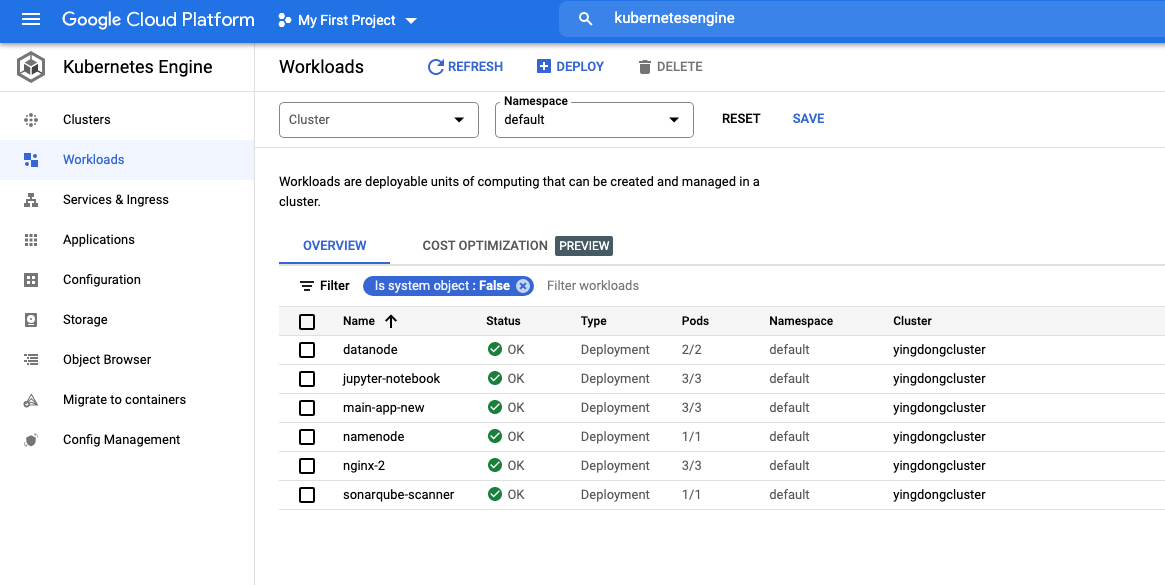 Google Cloud Platform My First Project kubernetesengine
Kubernetes Engine
Workloads REFRESH DEPLOY DELETE
Clusters
Workloads
Services & Ingress
Applications
Configuration
Storage
Object Browser
Migrate to containers
Config Management
Cluster
Namespace
default
RESET SAVE
Workloads are deployable units of computing that can be created and managed in a
cluster.
OVERVIEW COST OPTIMIZATION PREVIEW
Filter Is system object : False Filter workloads
Name Status Type Pods Namespace Cluster
datanode OK Deployment 2/2 default yingdongcluster
jupyter-notebook OK Deployment 3/3 default yingdongcluster
main-app-new OK Deployment 3/3 default yingdongcluster
namenode OK Deployment 1/1 default yingdongcluster
nginx-2 OK Deployment 3/3 default yingdongcluster
sonarqube-scanner OK Deployment 1/1 default yingdongcluster